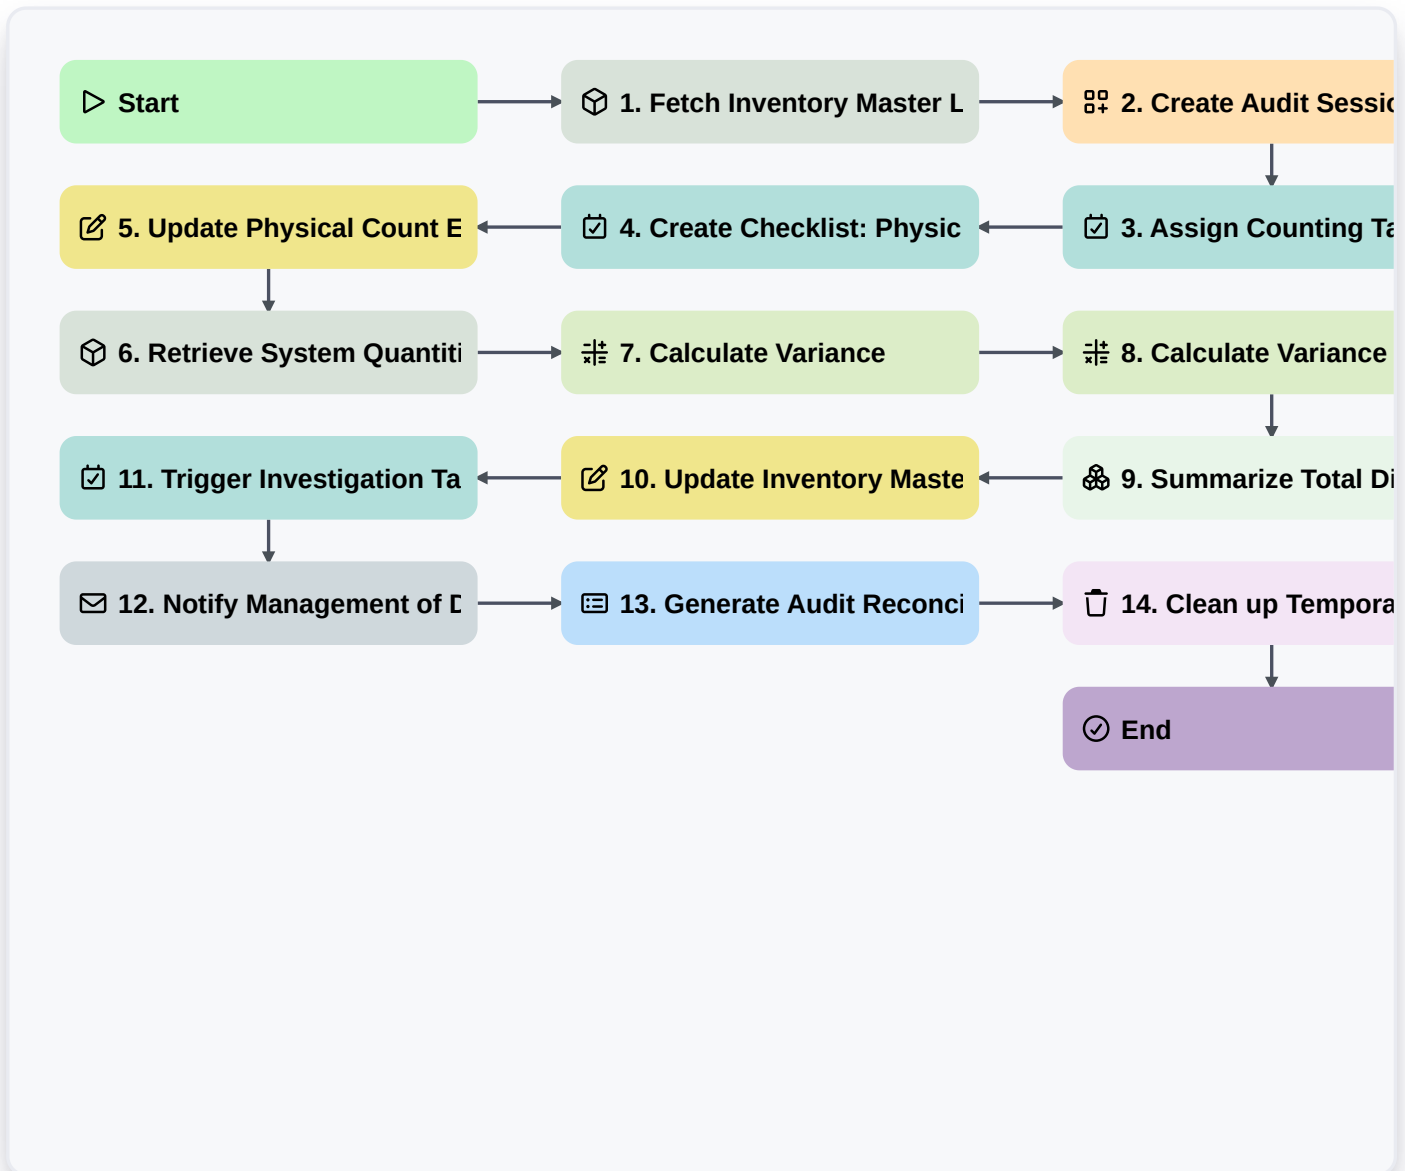 Start
1. Fetch Inventory Master L
2. Create Audit Sessio
5. Update Physical Count E
4. Create Checklist: Physic
3. Assign Counting Ta
6. Retrieve System Quantiti
7. Calculate Variance
8. Calculate Variance
11. Trigger Investigation Ta
10. Update Inventory Maste
9. Summarize Total Di
12. Notify Management of D
13. Generate Audit Reconci
14. Clean up Tempora
End